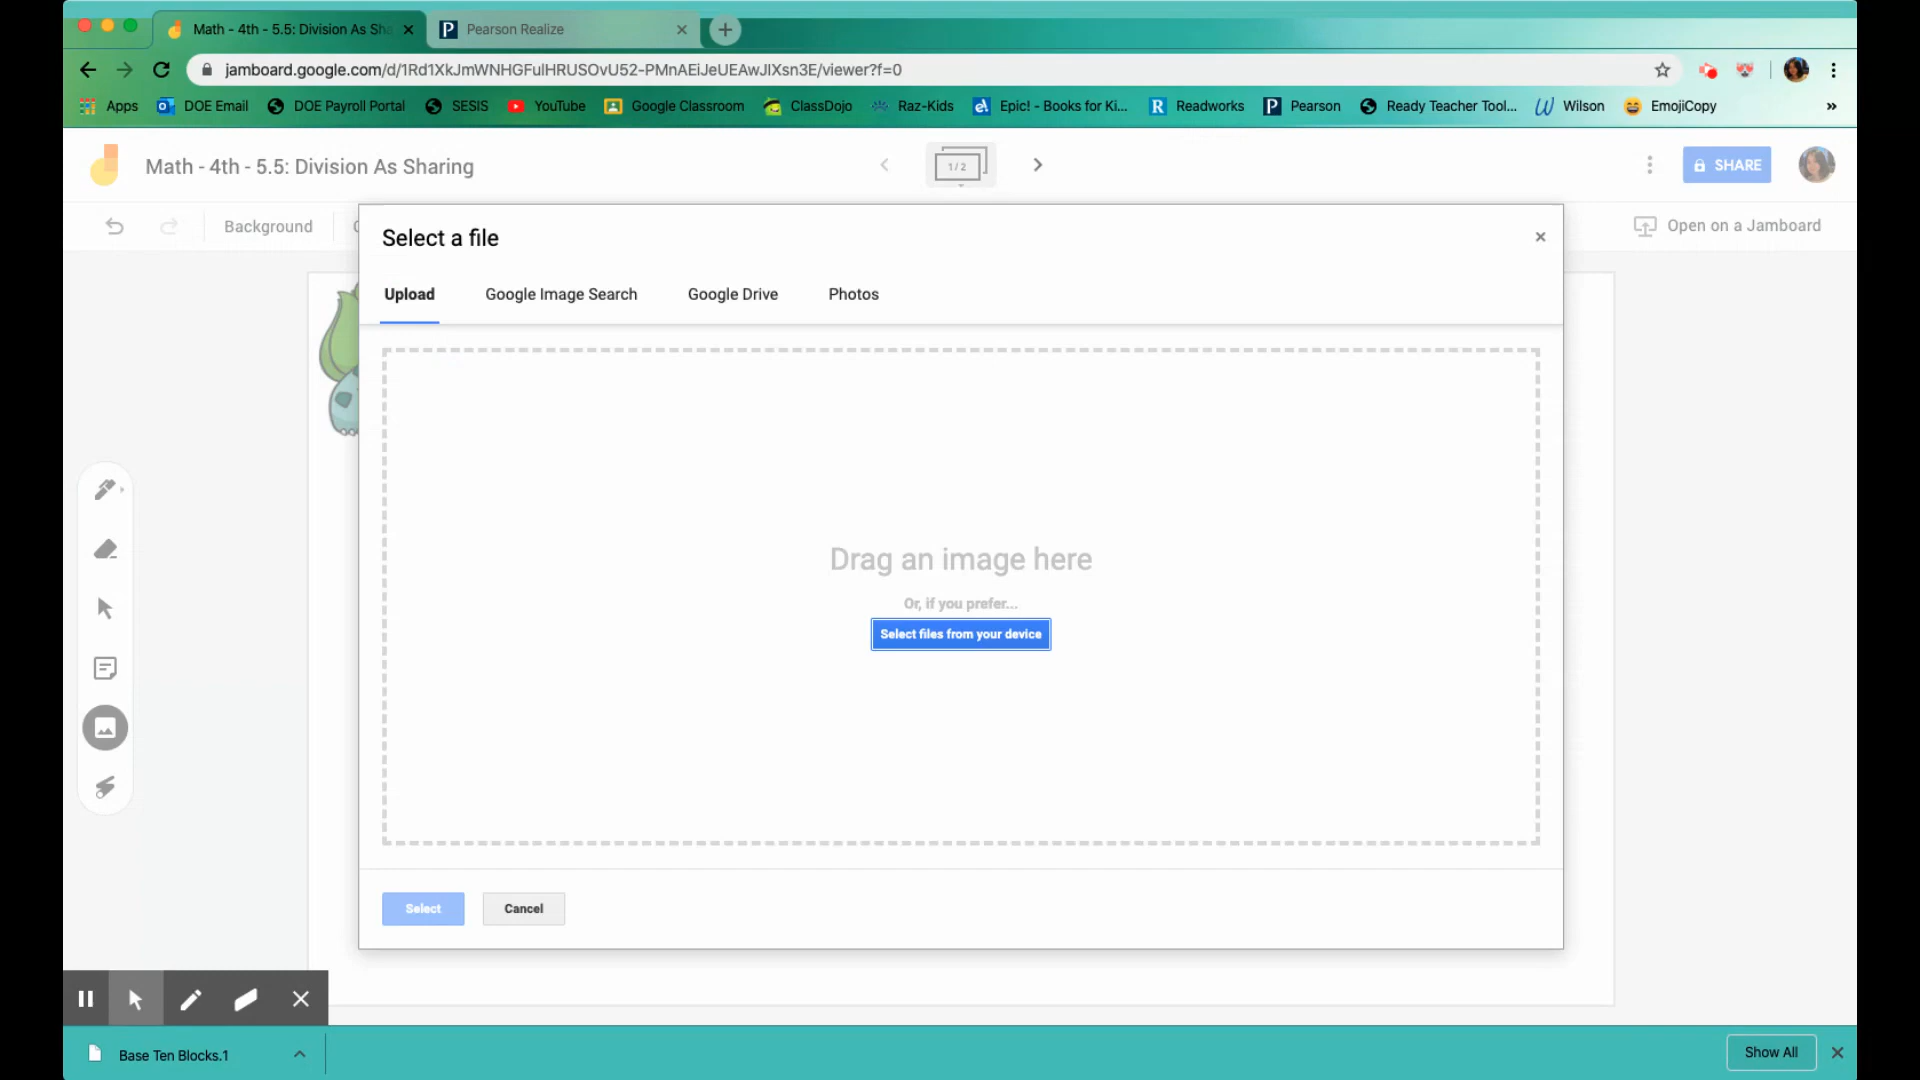 Math - 4th - 5.5: Division As Sha
Pearson Realize
jamboard.google.com/d/1Rd1XkJmWNHGFulHRUSOvU52-PMnAEiJeUEAwJIXsn3E/viewer?f=0
Apps DOE Email DOE Payroll Portal SESIS YouTube Google Classroom ClassDojo Raz-Kids Epic! - Books for Ki... Readworks Pearson Ready Teacher Tool... Wilson EmojiCopy »
Math - 4th - 5.5: Division As Sharing
1 / 2
SHARE
Background
Open on a Jamboard
Select a file
Upload Google Image Search Google Drive Photos
Drag an image here
Or, if you prefer...
Select files from your device
Select Cancel
Base Ten Blocks.1
Show All